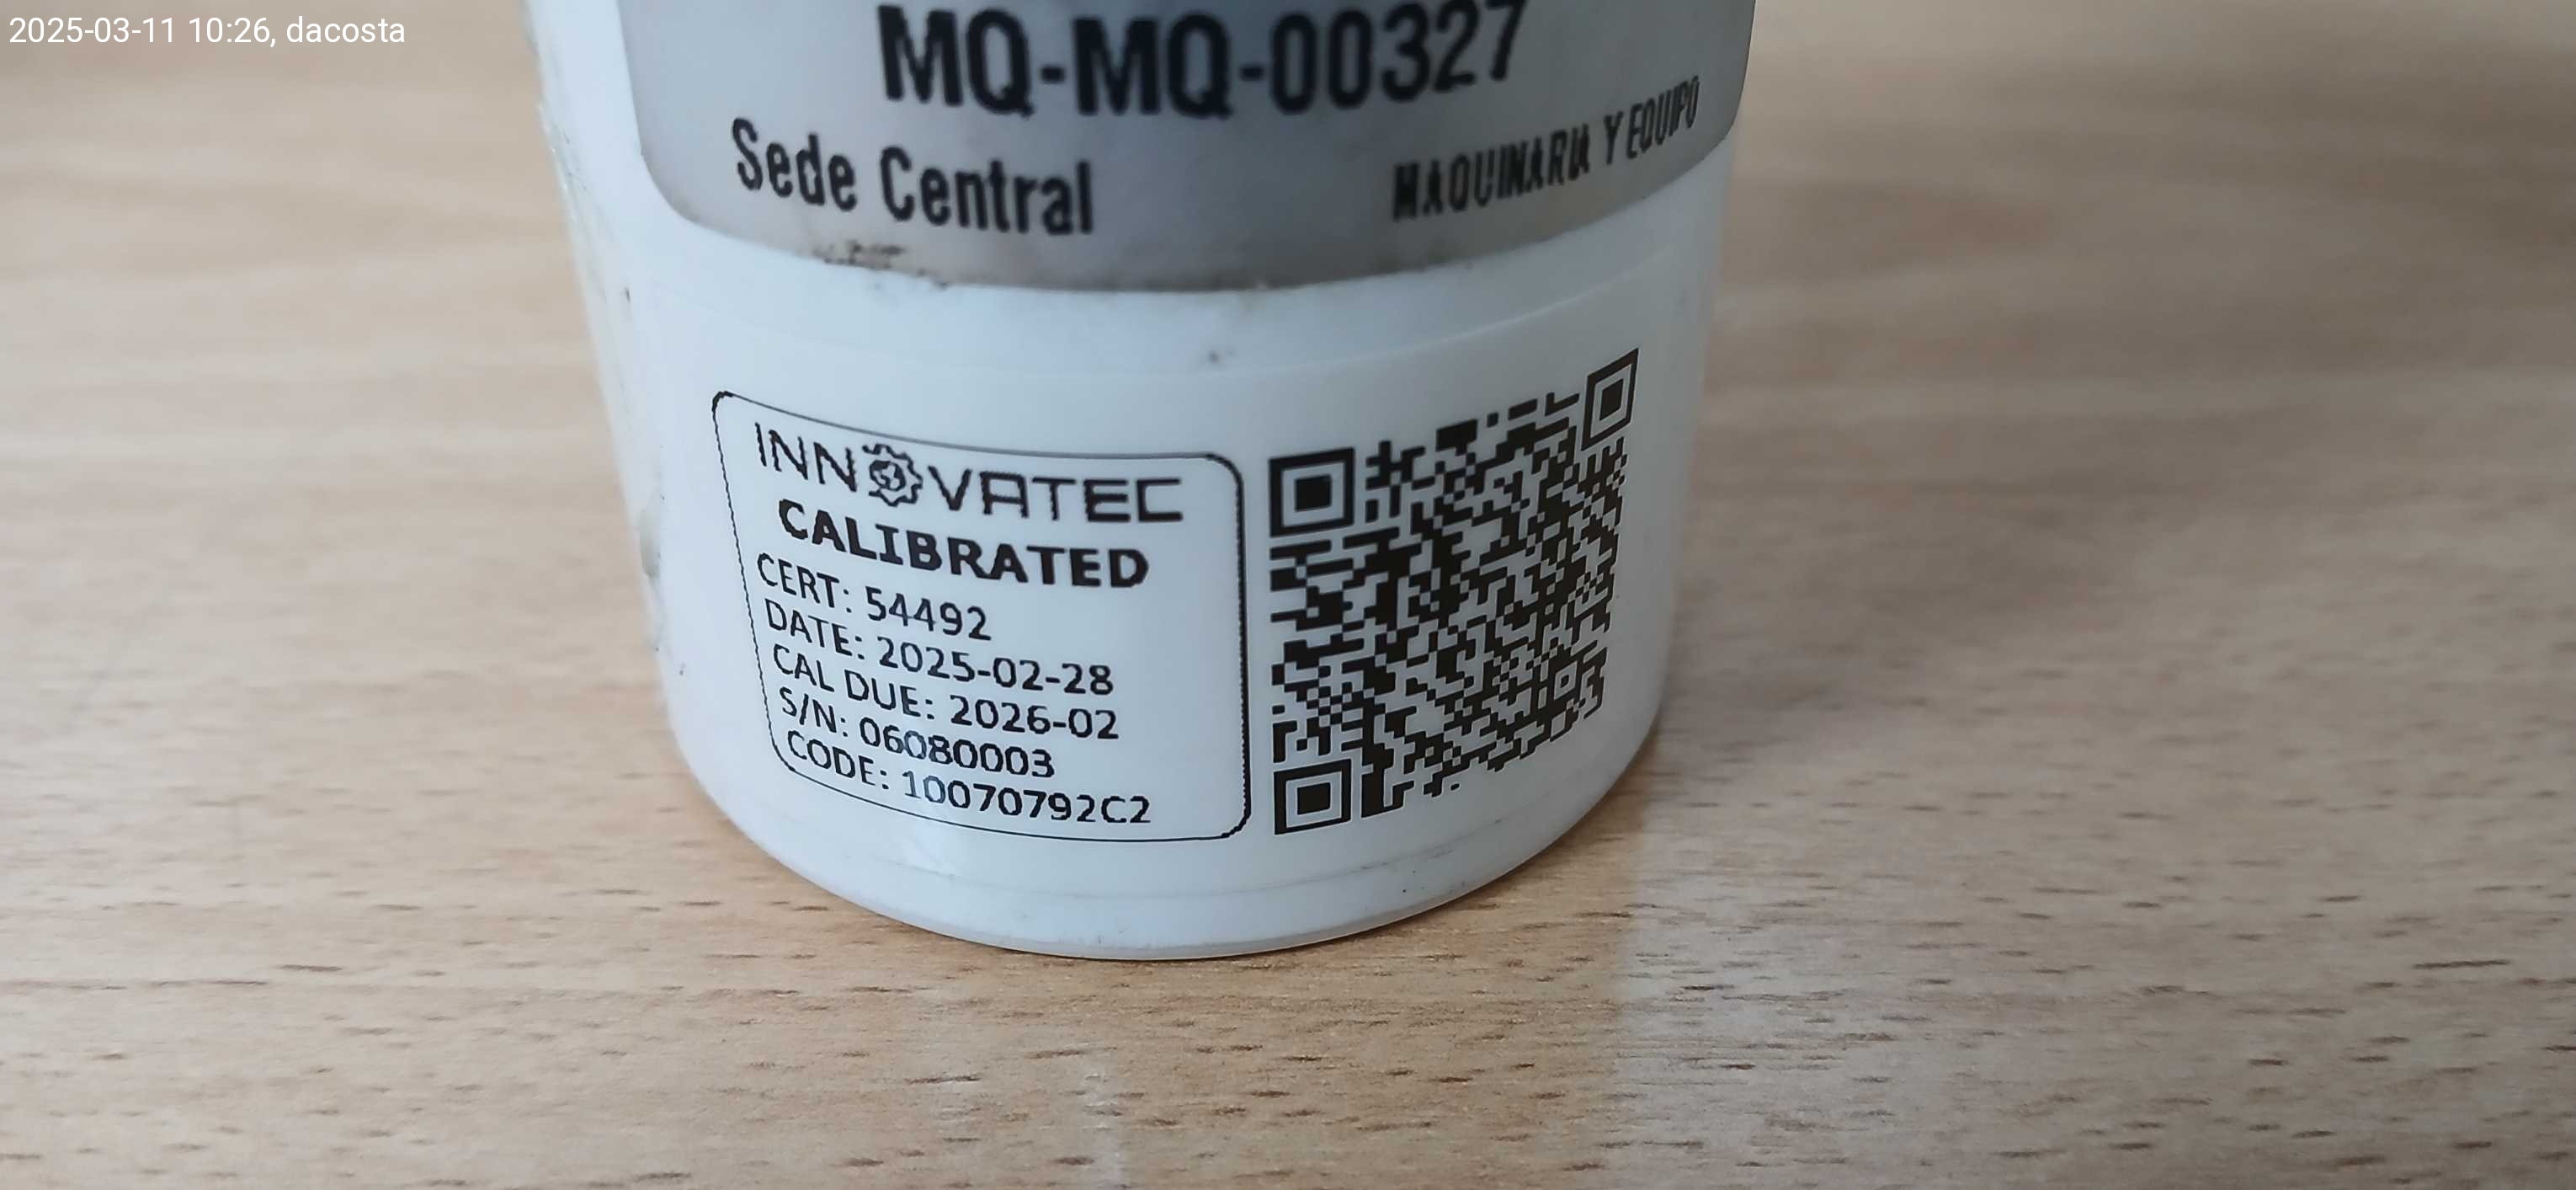 2025-03-11 10:26, dacosta
MQ-MQ-00327
Sede Central
MAQUINARIA Y EQUIPO
INNOVATEC
CALIBRATED
CERT: 54492
DATE: 2025-02-28
CAL DUE: 2026-02
S/N: 06080003
CODE: 10070792C2